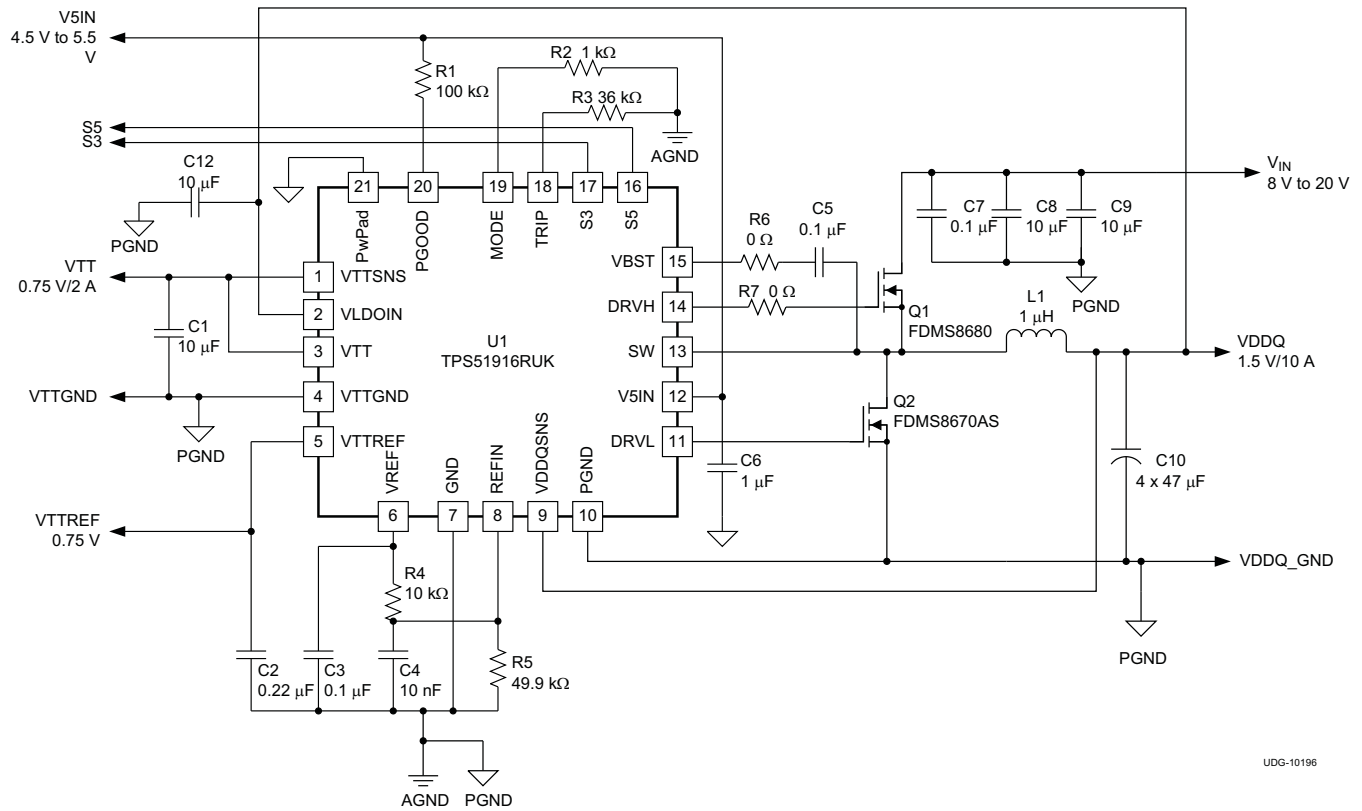 V5IN
4.5 V to 5.5
V
R2 1 kΩ
R1
100 kΩ
R3 36 kΩ
S5
S3
AGND
C12
10 μF
PGND
21
20
19
18
17
16
PwPad
PGOOD
MODE
TRIP
S3
S5
VIN
8 V to 20 V
C7
0.1 μF
C8
10 μF
C9
10 μF
PGND
R6
0 Ω
C5
0.1 μF
VTT
0.75 V/2 A
1
VTTSNS
VBST
15
2
VLDOIN
DRVH
14
R7 0 Ω
Q1
FDMS8680
L1
1 μH
C1
10 μF
U1
TPS51916RUK
3
VTT
SW
13
VDDQ
1.5 V/10 A
VTTGND
4
VTTGND
V5IN
12
Q2
FDMS8670AS
PGND
5
VTTREF
DRVL
11
C6
1 μF
C10
4 x 47 μF
VREF
GND
REFIN
VDDQSNS
PGND
6
7
8
9
10
VTTREF
0.75 V
VDDQ_GND
R4
10 kΩ
PGND
C2
0.22 μF
C3
0.1 μF
C4
10 nF
R5
49.9 kΩ
AGND
PGND
UDG-10196